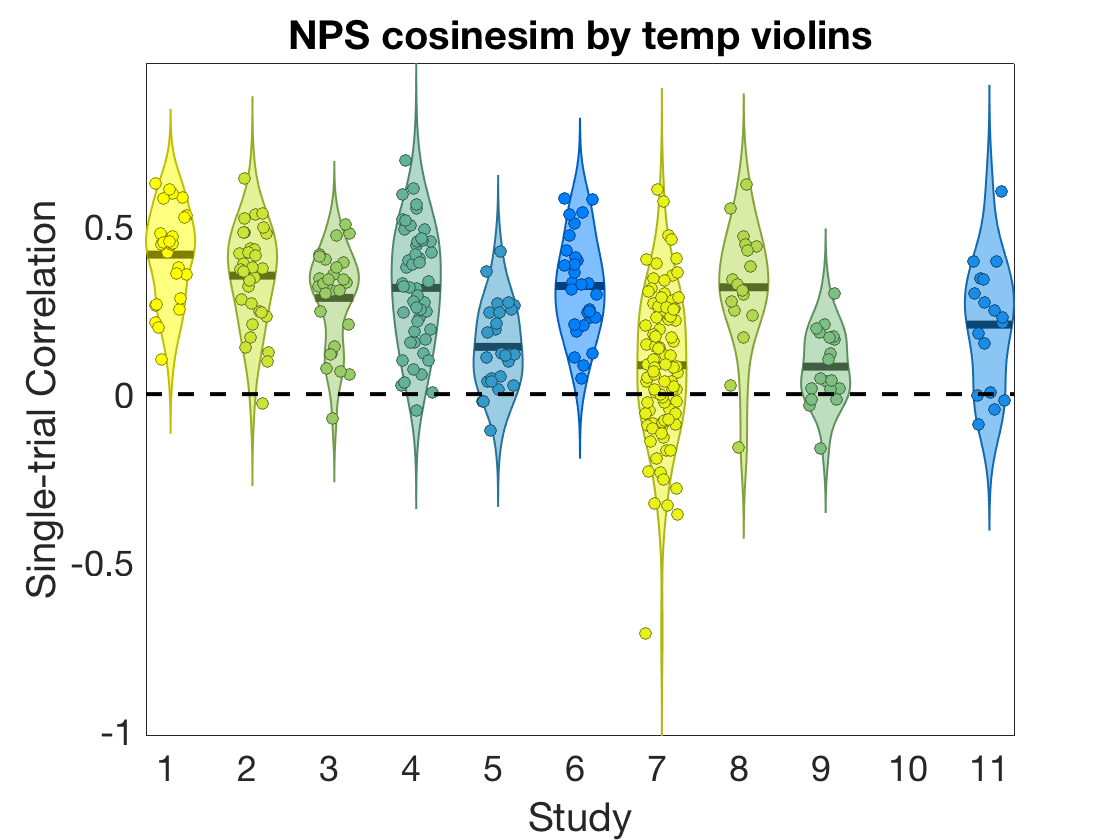 NPS cosinesim by temp violins
Single-trial Correlation
0.5
0
-0.5
-1
1 2 3 4 5 6 7 8 9 10 11
Study